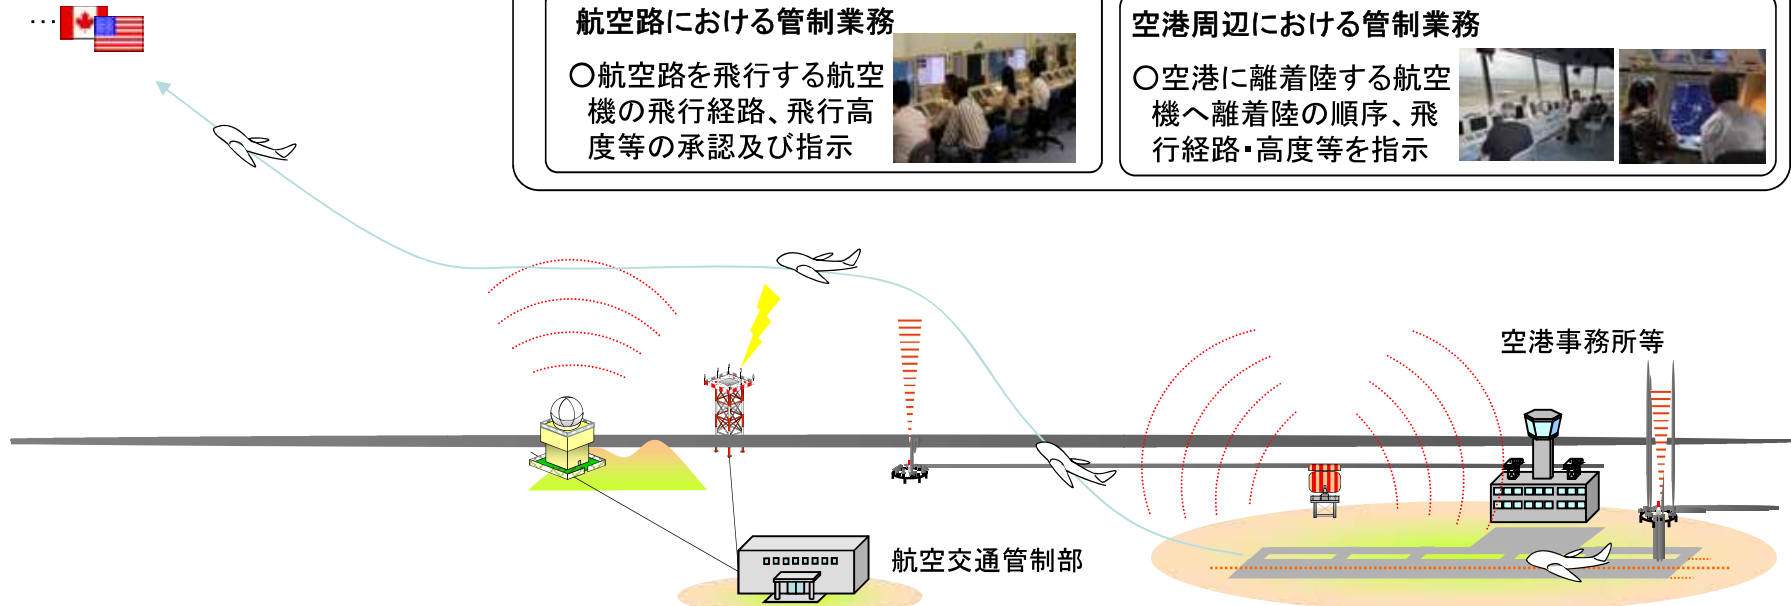 …
航空路における管制業務
〇航空路を飛行する航空
機の飛行経路、飛行高
度等の承認及び指示
空港周辺における管制業務
〇空港に離着陸する航空
機へ離着陸の順序、飛
行経路・高度等を指示
空港事務所等
航空交通管制部